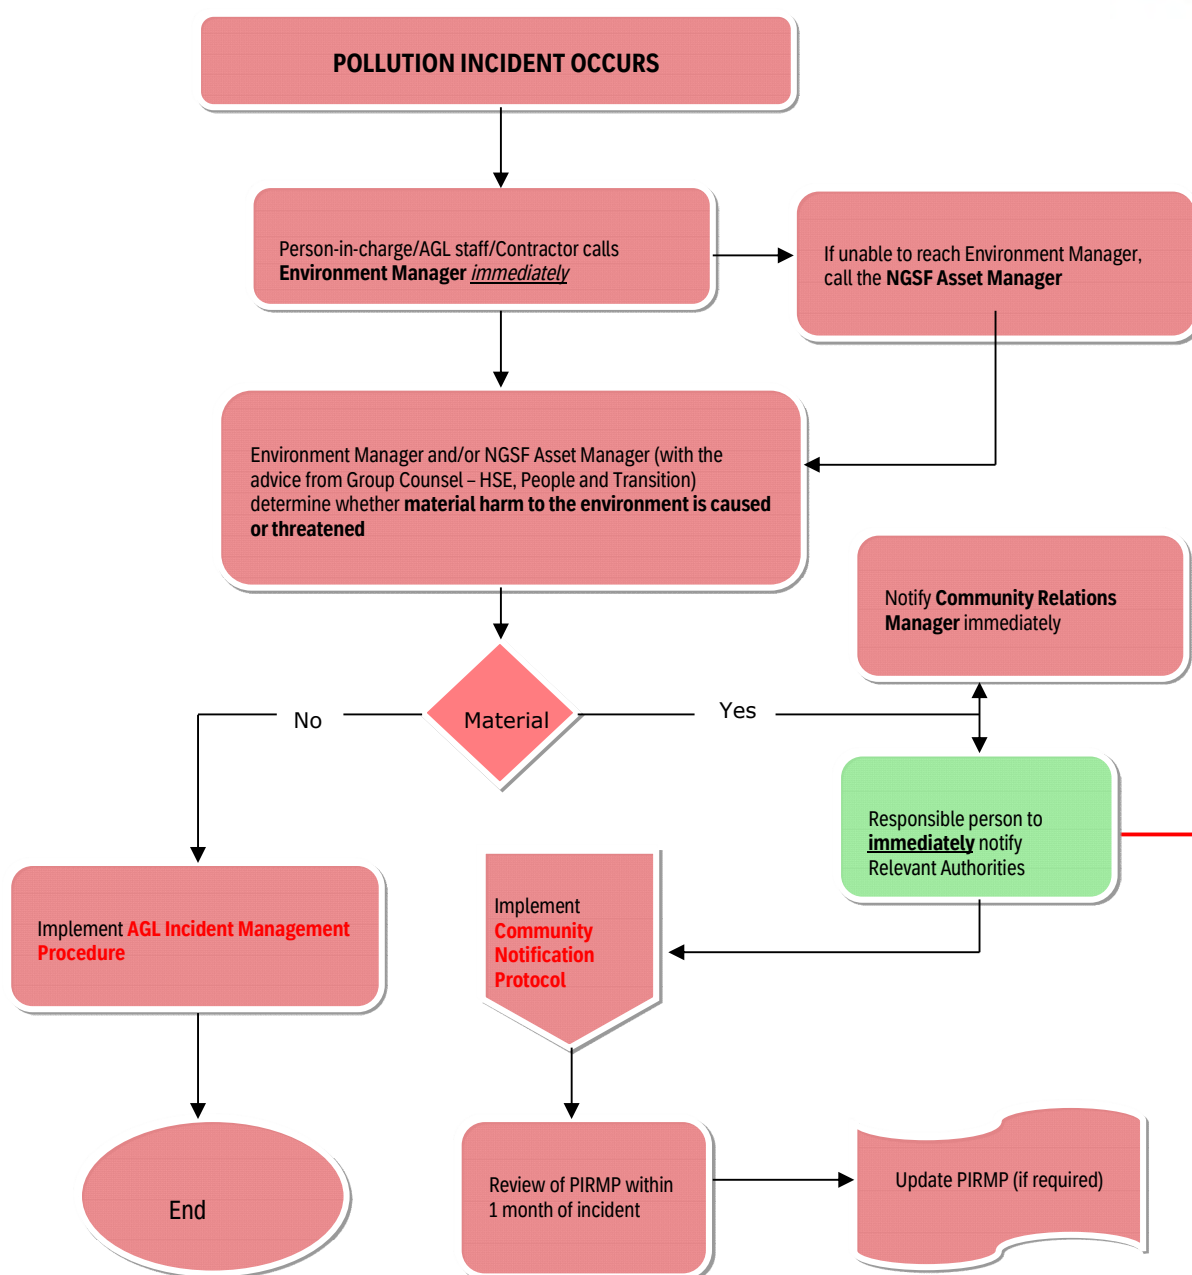 POLLUTION INCIDENT OCCURS
Person-in-charge/AGL staff/Contractor calls
Environment Manager immediately
If unable to reach Environment Manager,
call the NGSF Asset Manager
Environment Manager and/or NGSF Asset Manager (with the
advice from Group Counsel – HSE, People and Transition)
determine whether material harm to the environment is caused
or threatened
Notify Community Relations
Manager immediately
No
Material
Yes
Responsible person to
immediately notify
Relevant Authorities
Implement AGL Incident Management
Procedure
Implement
Community
Notification
Protocol
End
Review of PIRMP within
1 month of incident
Update PIRMP (if required)